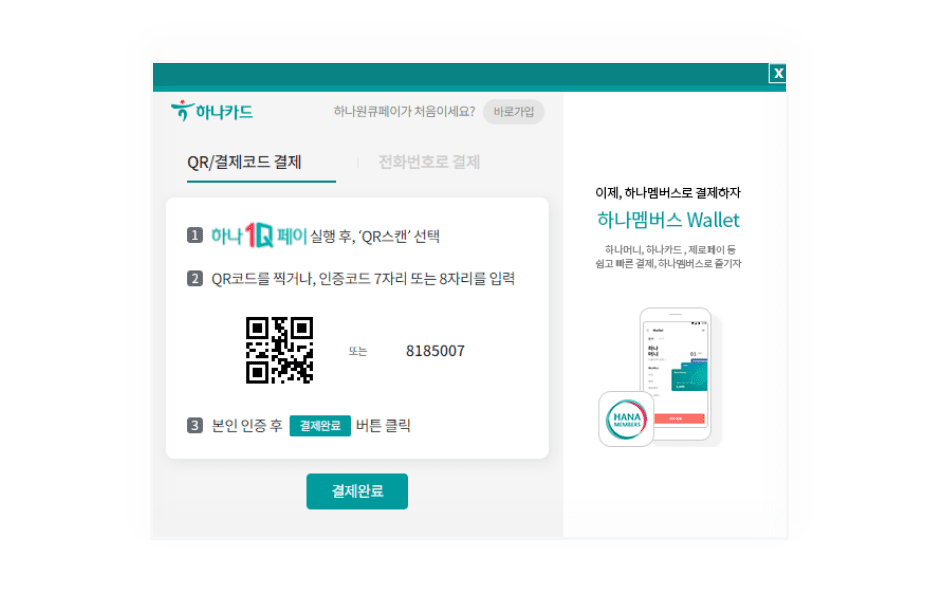 X
하나카드
하나원큐페이가 처음이세요? 바로가입
QR/결제코드 결제 전화번호로 결제
1 하나1Q페이 실행 후, ‘QR스캔’ 선택
2 QR코드를 찍거나, 인증코드 7자리 또는 8자리를 입력
또는 8185007
3 본인 인증 후 결제완료 버튼 클릭
결제완료
이제, 하나멤버스로 결제하자
하나멤버스 Wallet
하나머니, 하나카드 , 제로페이 등
쉽고 빠른 결제, 하나멤버스로 즐기자
Wallet
하나
머니
HANA
MEMBERS